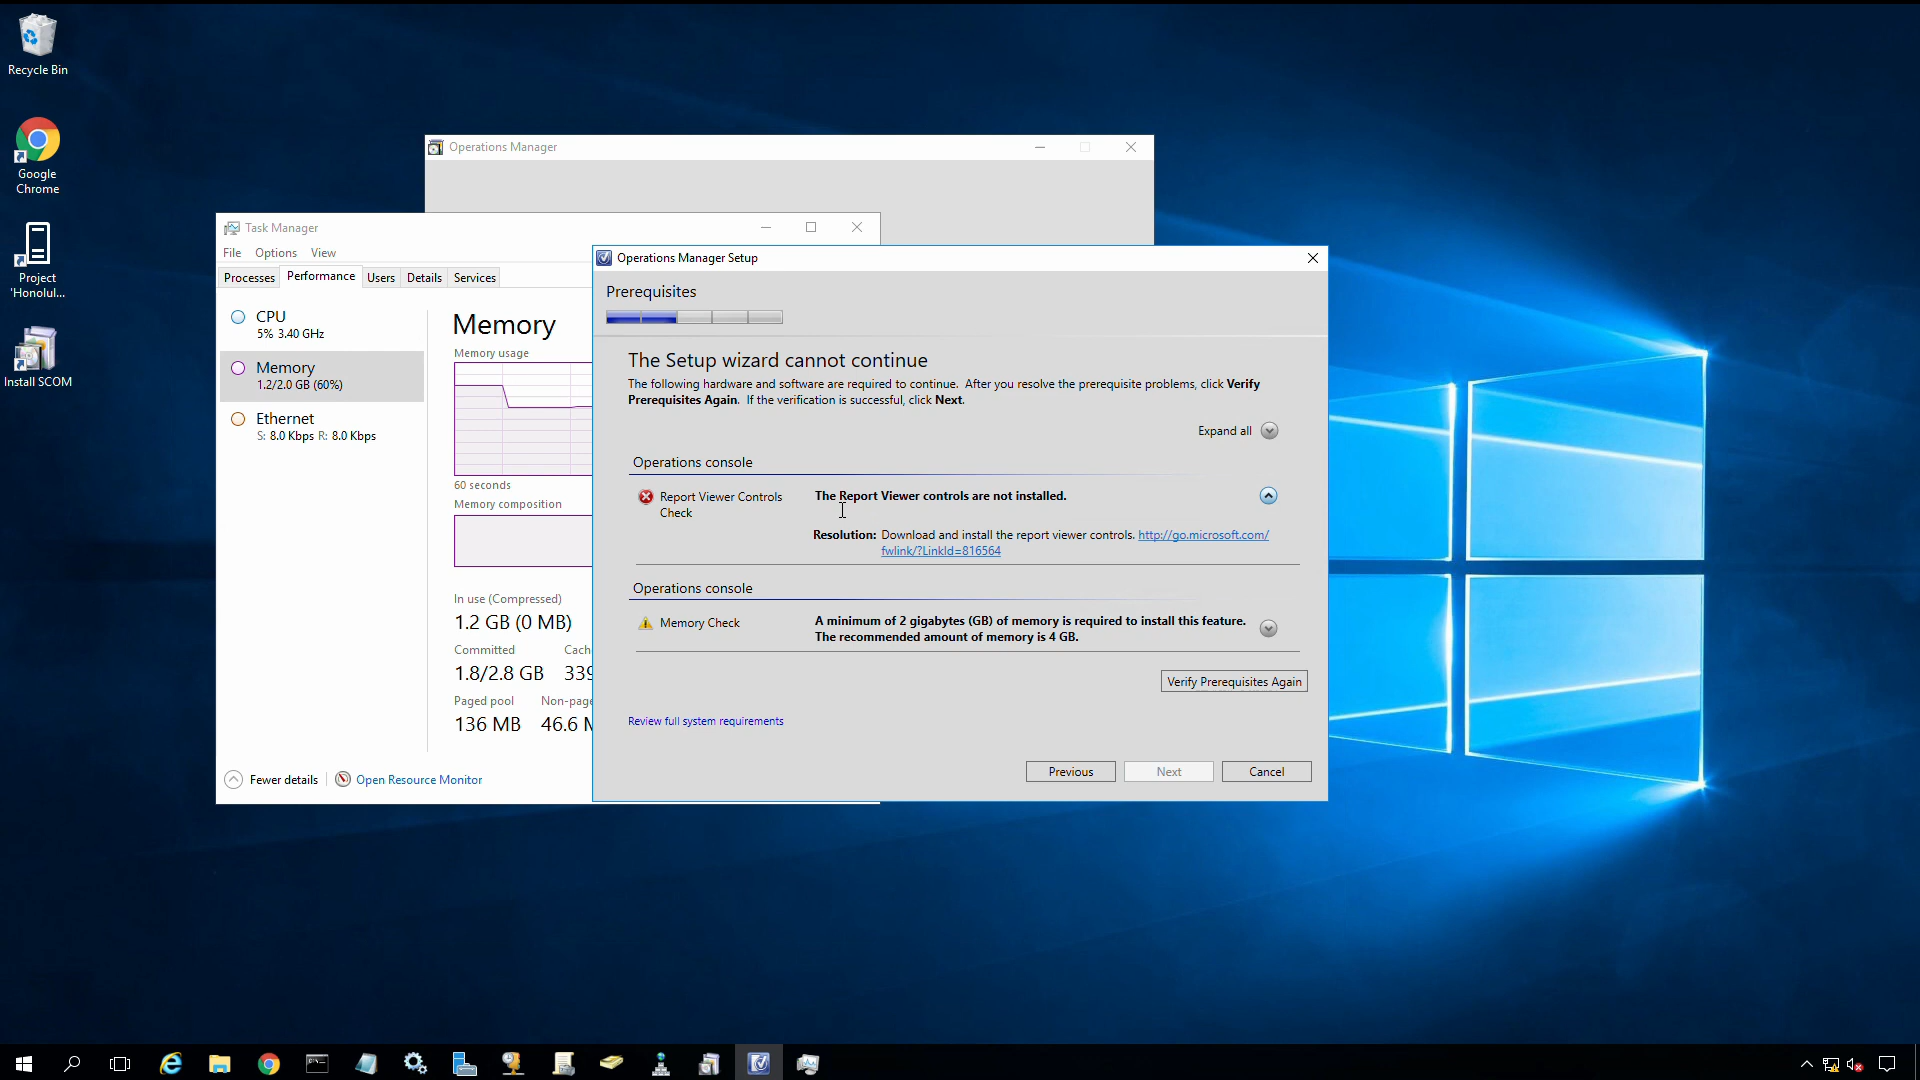 Recycle Bin
Google
Chrome
Project
'Honolul...
Install SCOM
Operations Manager
Task Manager
File Options View
Processes Performance Users Details Services
CPU
5% 3.40 GHz
Memory
1.2/2.0 GB (60%)
Ethernet
S: 8.0 Kbps R: 8.0 Kbps
Memory
Memory usage
60 seconds
Memory composition
In use (Compressed)
1.2 GB (0 MB)
Committed
1.8/2.8 GB
Paged pool Non-page
136 MB
Fewer details
Open Resource Monitor
Operations Manager Setup
Prerequisites
The Setup wizard cannot continue
The following hardware and software are required to continue. After you resolve the prerequisite problems, click Verify
Prerequisites Again. If the verification is successful, click Next.
Expand all
Operations console
Report Viewer Controls
Check
The Report Viewer controls are not installed.
Resolution: Download and install the report viewer controls. http://go.microsoft.com/
fwlink/?LinkId=816564
Operations console
Memory Check
A minimum of 2 gigabytes (GB) of memory is required to install this feature.
The recommended amount of memory is 4 GB.
Verify Prerequisites Again
Review full system requirements
Previous Next Cancel